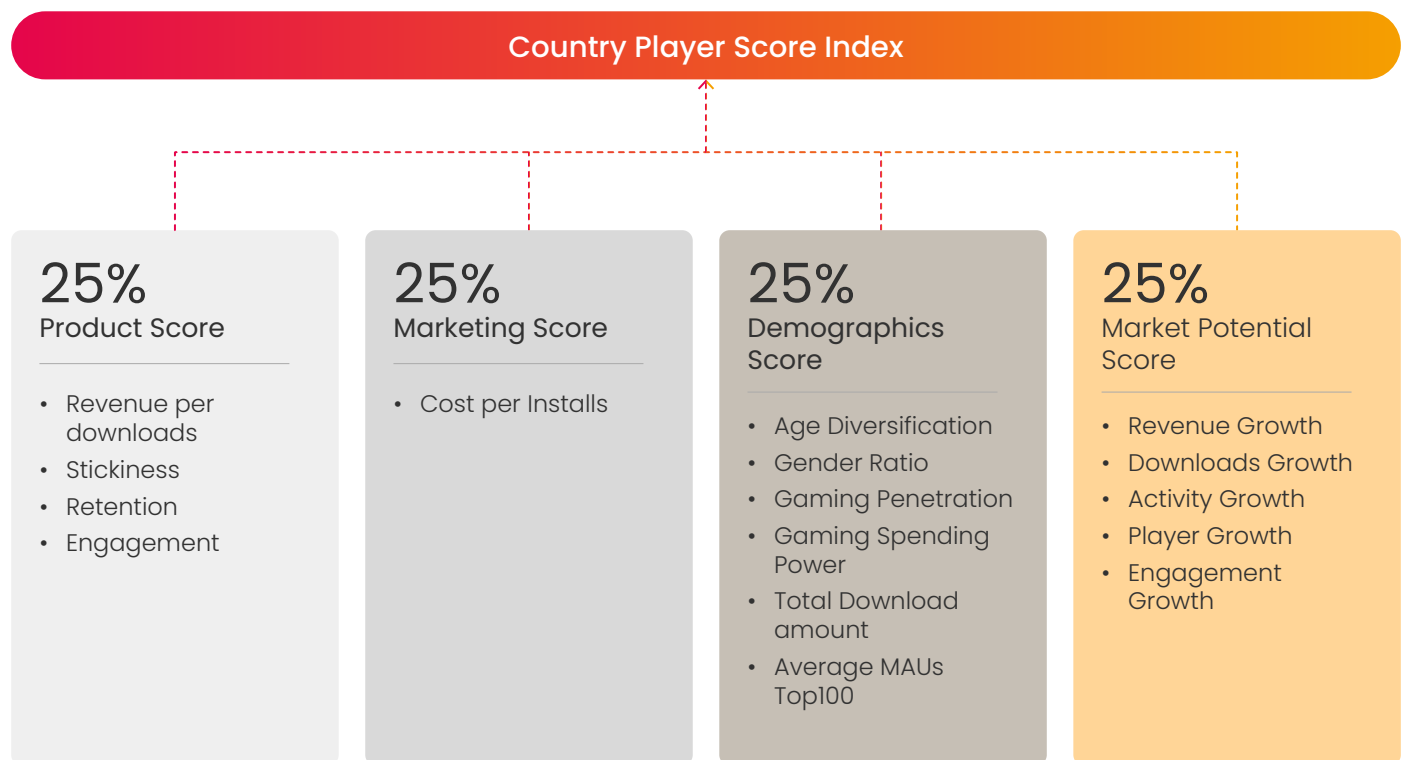 Country Player Score Index
25%
Product Score
• Revenue per
downloads
• Stickiness
• Retention
• Engagement
25%
Marketing Score
• Cost per Installs
25%
Demographics
Score
• Age Diversification
• Gender Ratio
• Gaming Penetration
• Gaming Spending
Power
• Total Download
amount
• Average MAUs
Top100
25%
Market Potential
Score
• Revenue Growth
• Downloads Growth
• Activity Growth
• Player Growth
• Engagement
Growth